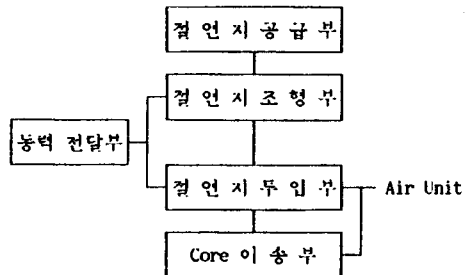 절 연 지 공 급 부
절 연 지 조 형 부
동력 전달부
절 연 지 투 입 부
Air Unit
Core 이 송 부